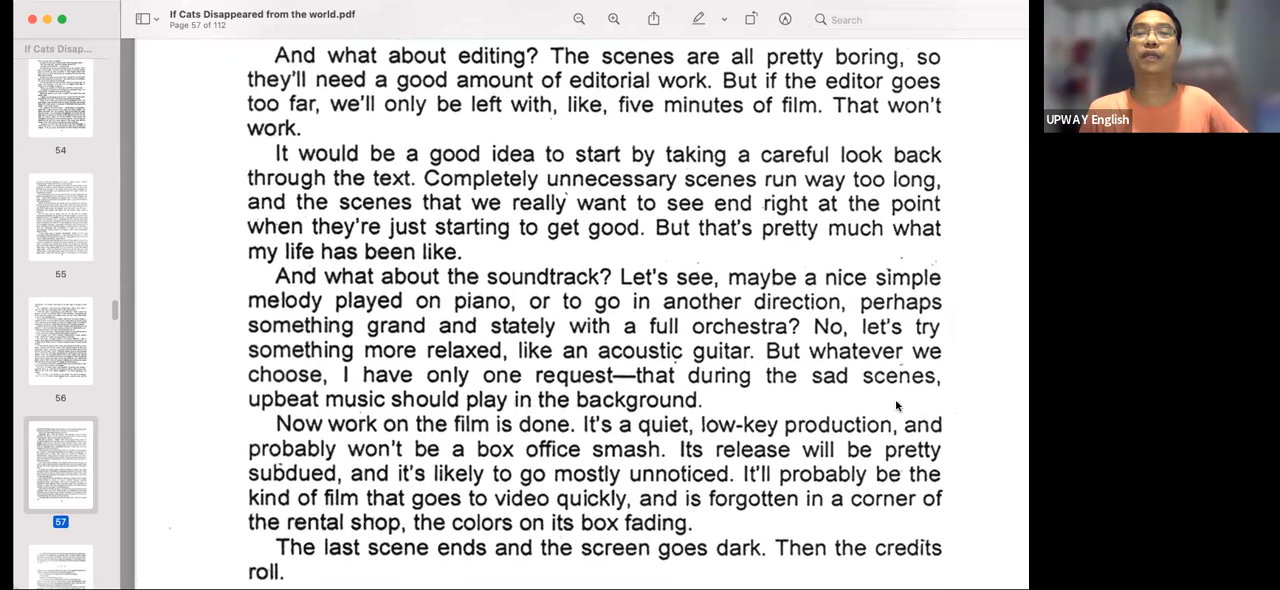 If Cats Disappeared from the world.pdf
Page 57 of 112
Search
If Cats Disap...
54
55
56
57
And what about editing? The scenes are all pretty boring, so
they'll need a good amount of editorial work. But if the editor goes
too far, we'll only be left with, like, five minutes of film. That won't
work.
It would be a good idea to start by taking a careful look back
through the text. Completely unnecessary scenes run way too long,
and the scenes that we really want to see end right at the point
when they're just starting to get good. But that's pretty much what
my life has been like.
And what about the soundtrack? Let's see, maybe a nice simple
melody played on piano, or to go in another direction, perhaps
something grand and stately with a full orchestra? No, let's try
something more relaxed, like an acoustic guitar. But whatever we
choose, I have only one request—that during the sad scenes,
upbeat music should play in the background.
Now work on the film is done. It's a quiet, low-key production, and
probably won't be a box office smash. Its release will be pretty
subdued, and it's likely to go mostly unnoticed. It'll probably be the
kind of film that goes to video quickly, and is forgotten in a corner of
the rental shop, the colors on its box fading.
The last scene ends and the screen goes dark. Then the credits
roll.
UPWAY English